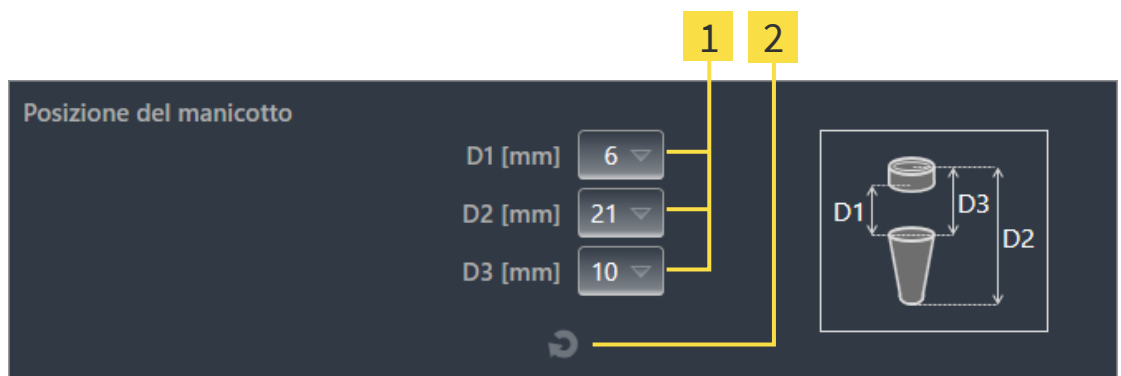 1 2
Posizione del manicotto
D1 [mm] 6
D2 [mm] 21
D3 [mm] 10
D1 D3
D2